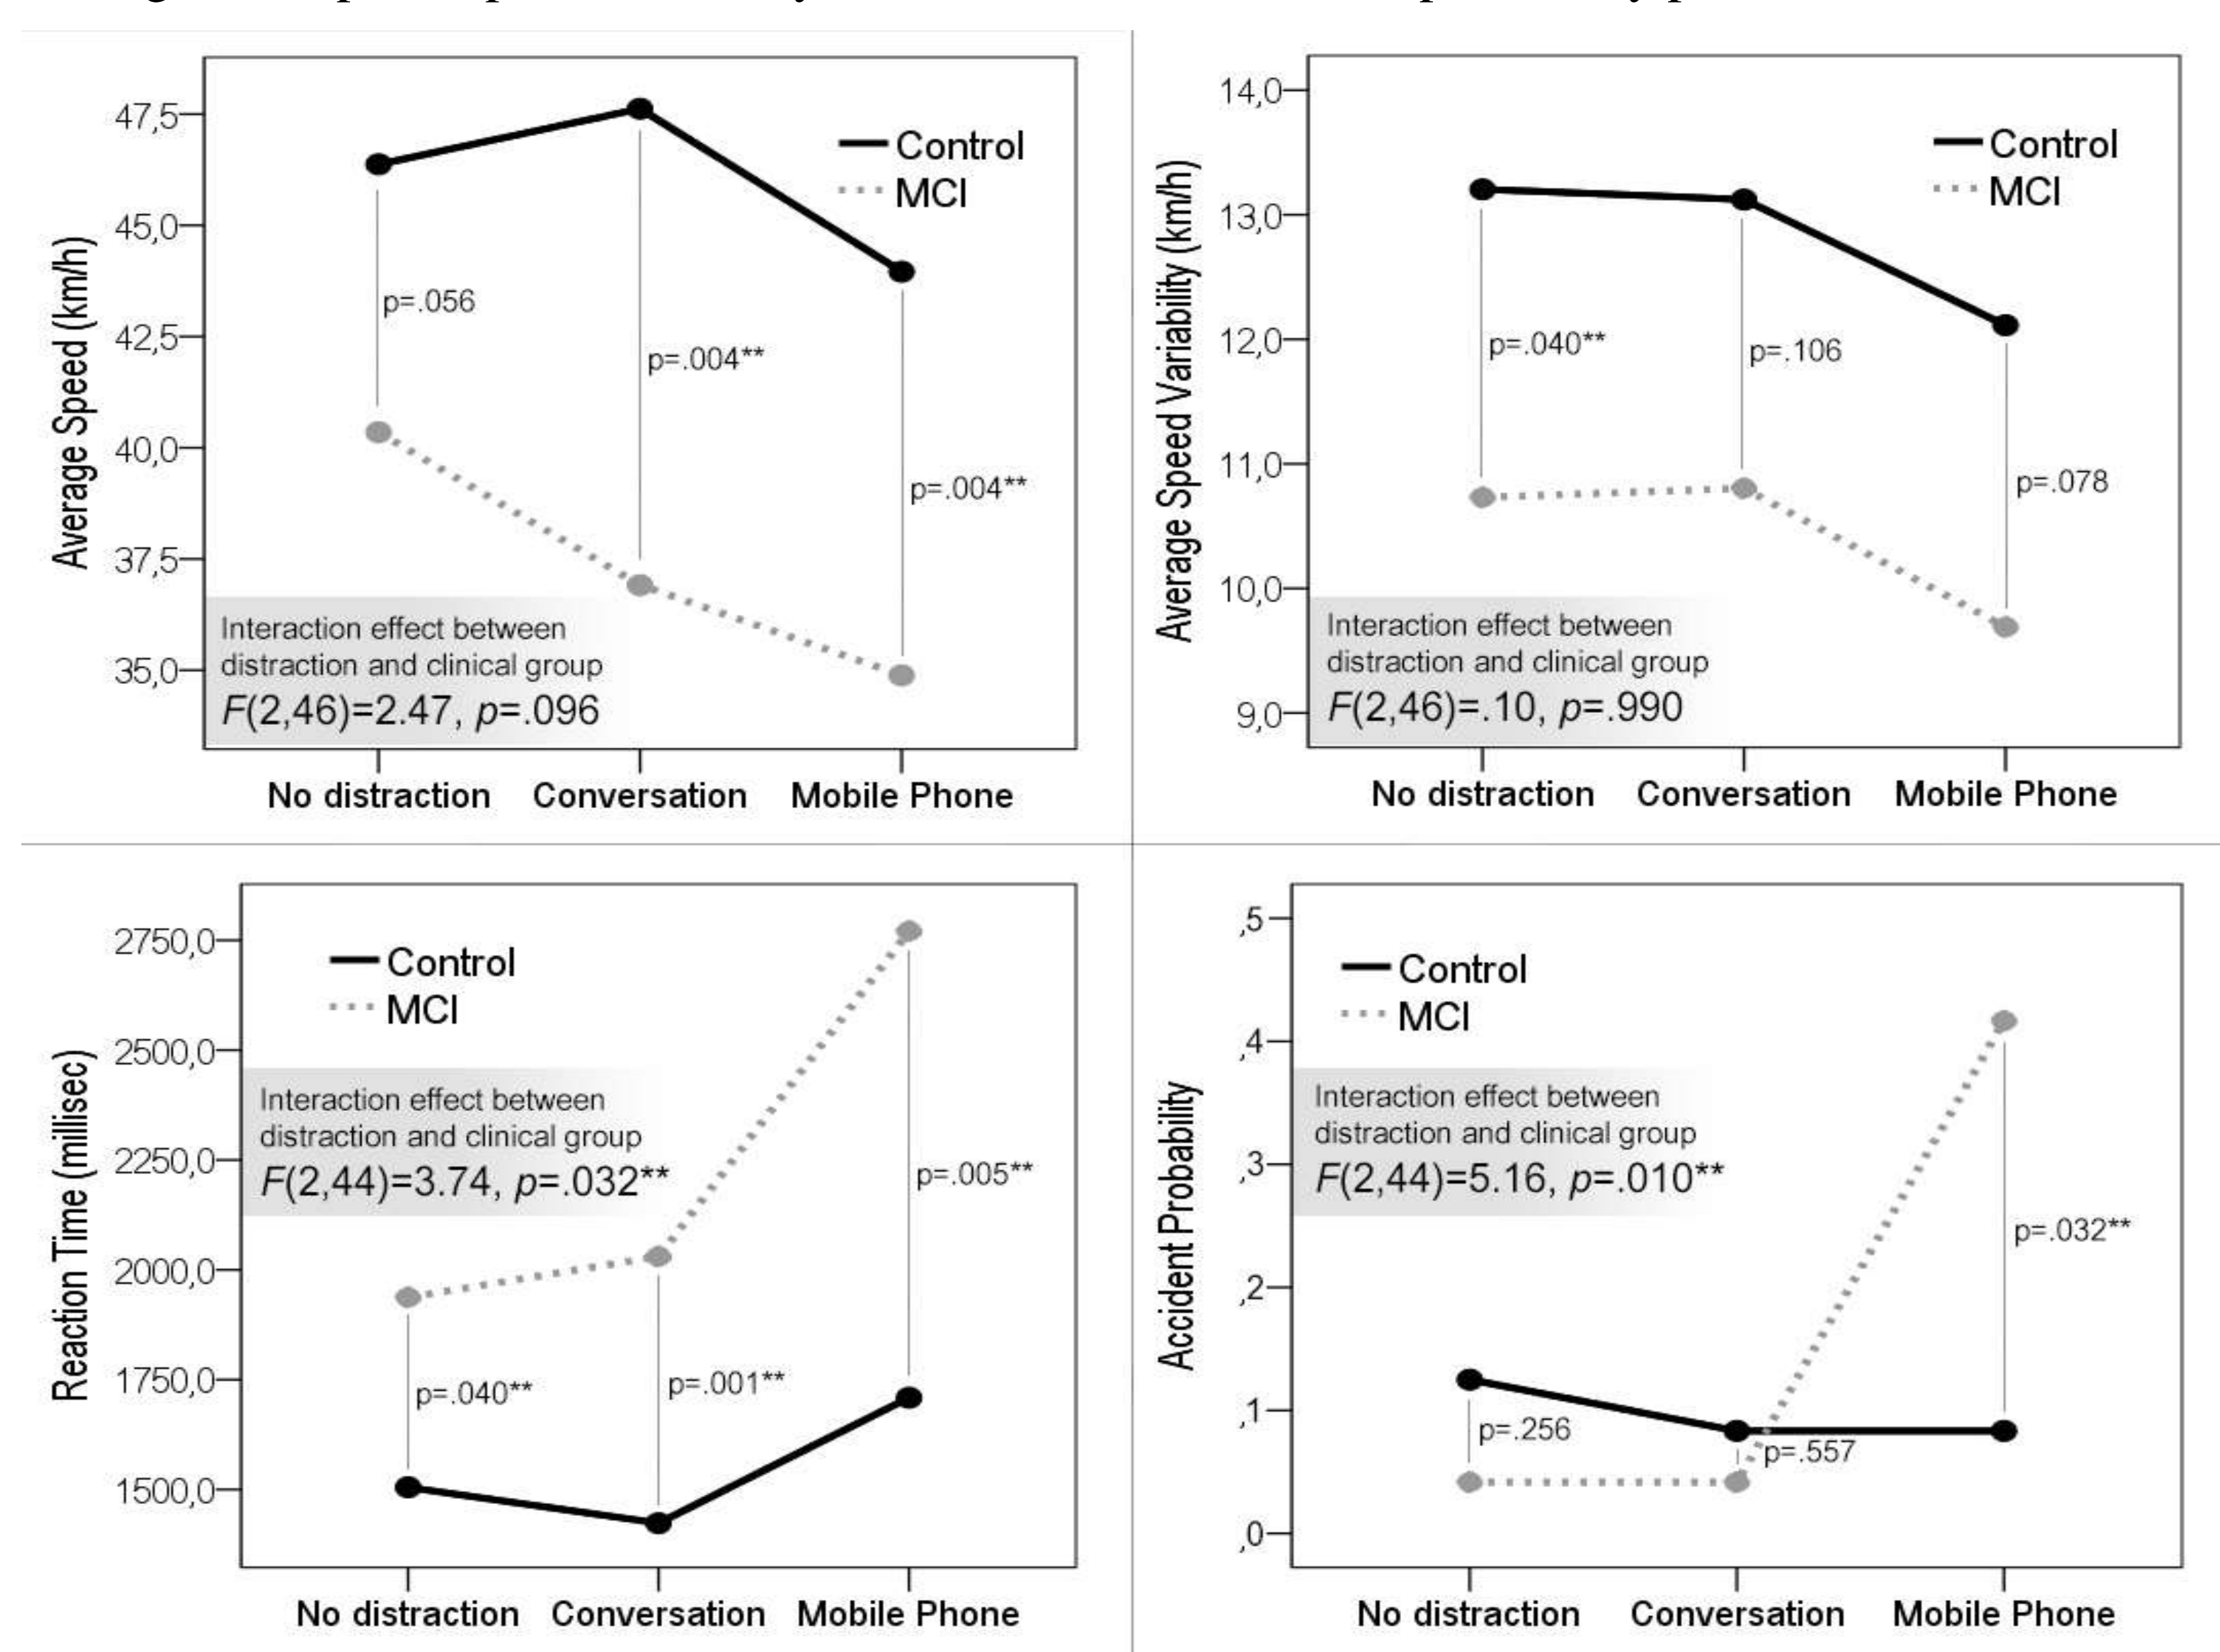 47,5
45,0
42,5
40,0
37,5
35,0
Average Speed (km/h)
Control
MCI
p=.056
p=.004**
p=.004**
Interaction effect between
distraction and clinical group
F(2,46)=2.47, p=.096
No distraction Conversation Mobile Phone
14,0
13,0
12,0
11,0
10,0
9,0
Average Speed Variability (km/h)
Control
MCI
p=.040**
p=.106
p=.078
Interaction effect between
distraction and clinical group
F(2,46)=.10, p=.990
No distraction Conversation Mobile Phone
2750,0
2500,0
2250,0
2000,0
1750,0
1500,0
Reaction Time (millisec)
Control
MCI
Interaction effect between
distraction and clinical group
F(2,44)=3.74, p=.032**
p=.040**
p=.001**
p=.005**
No distraction Conversation Mobile Phone
,5
,4
,3
,2
,1
,0
Accident Probability
Control
MCI
Interaction effect between
distraction and clinical group
F(2,44)=5.16, p=.010**
p=.256
p=.557
p=.032**
No distraction Conversation Mobile Phone